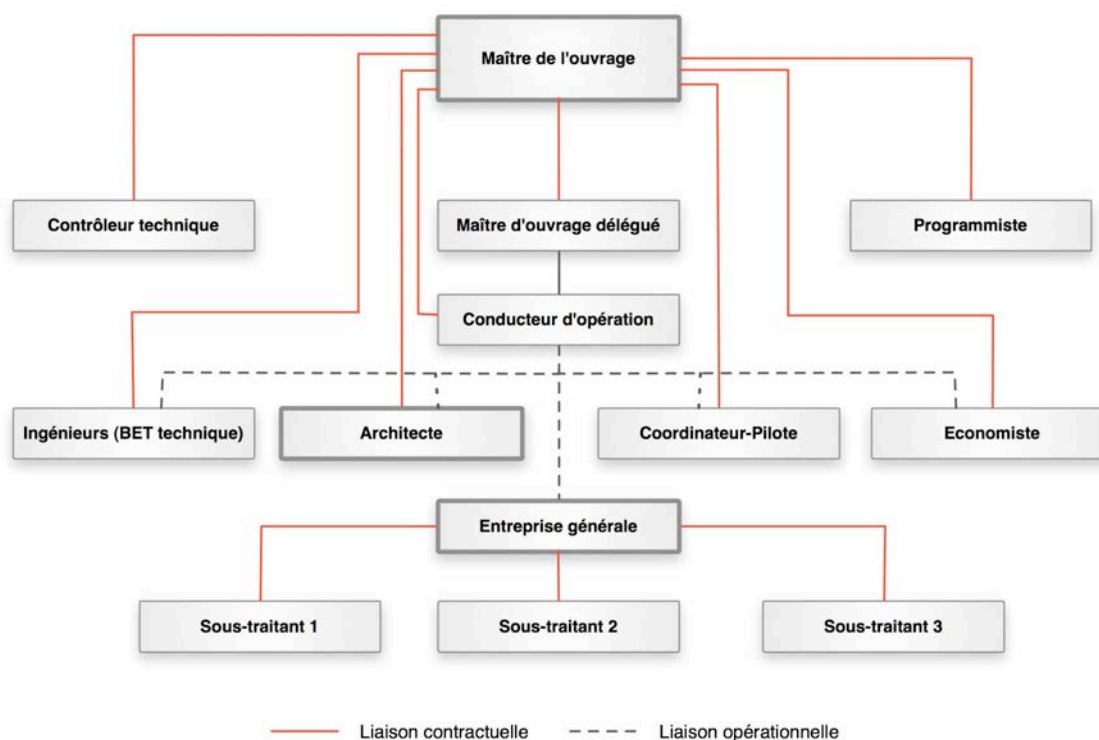 Maître de l'ouvrage
Contrôleur technique
Maître d'ouvrage délégué
Programmiste
Conducteur d'opération
Ingénieurs (BET technique)
Architecte
Coordinateur-Pilote
Economiste
Entreprise générale
Sous-traitant 1
Sous-traitant 2
Sous-traitant 3
Liaison contractuelle
Liaison opérationnelle